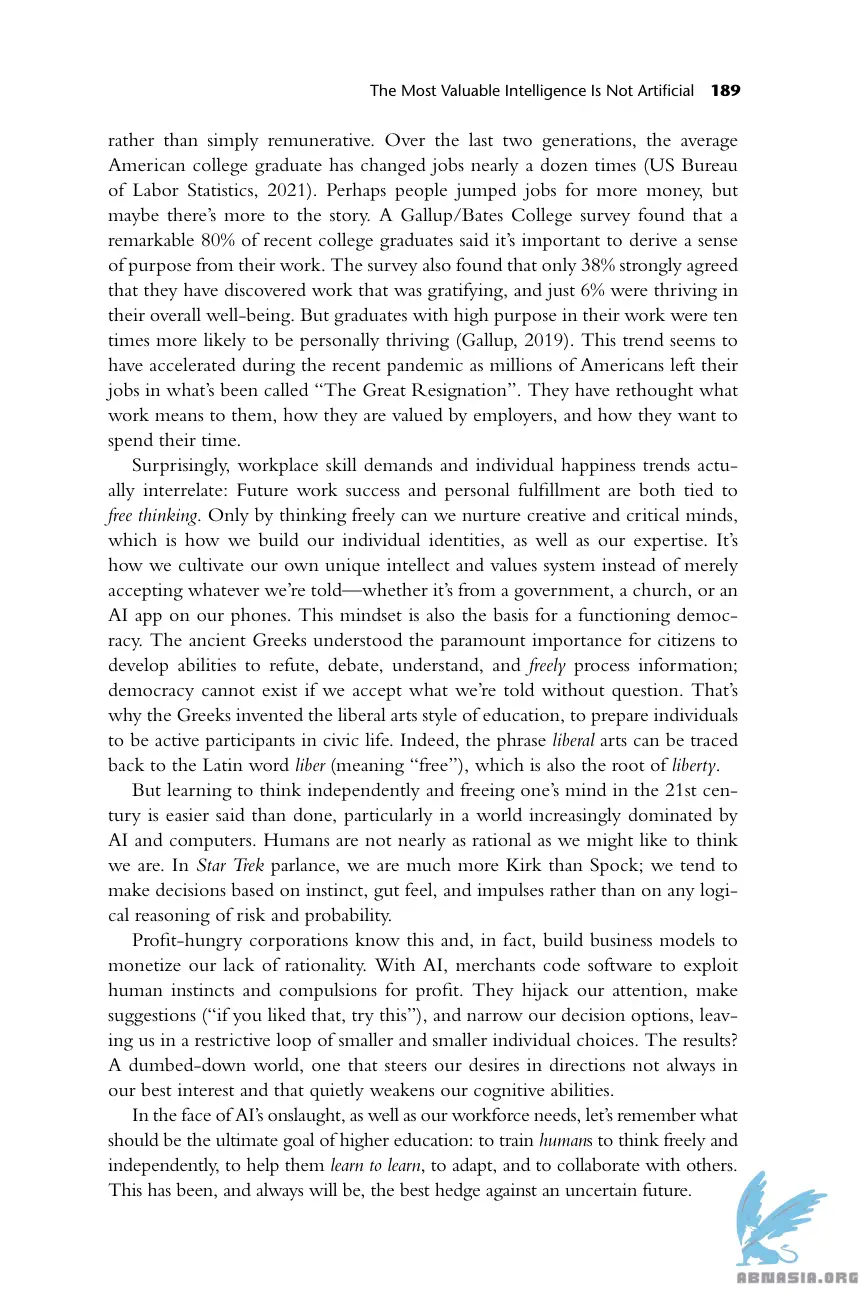 The Most Valuable Intelligence Is Not Artificial 189
rather than simply remunerative. Over the last two generations, the average
American college graduate has changed jobs nearly a dozen times (US Bureau
of Labor Statistics, 2021). Perhaps people jumped jobs for more money, but
maybe there’s more to the story. A Gallup/Bates College survey found that a
remarkable 80% of recent college graduates said it’s important to derive a sense
of purpose from their work. The survey also found that only 38% strongly agreed
that they have discovered work that was gratifying, and just 6% were thriving in
their overall well-being. But graduates with high purpose in their work were ten
times more likely to be personally thriving (Gallup, 2019). This trend seems to
have accelerated during the recent pandemic as millions of Americans left their
jobs in what’s been called “The Great Resignation”. They have rethought what
work means to them, how they are valued by employers, and how they want to
spend their time.
Surprisingly, workplace skill demands and individual happiness trends actu-
ally interrelate: Future work success and personal fulfillment are both tied to
free thinking. Only by thinking freely can we nurture creative and critical minds,
which is how we build our individual identities, as well as our expertise. It’s
how we cultivate our own unique intellect and values system instead of merely
accepting whatever we’re told—whether it’s from a government, a church, or an
AI app on our phones. This mindset is also the basis for a functioning democ-
racy. The ancient Greeks understood the paramount importance for citizens to
develop abilities to refute, debate, understand, and freely process information;
democracy cannot exist if we accept what we’re told without question. That’s
why the Greeks invented the liberal arts style of education, to prepare individuals
to be active participants in civic life. Indeed, the phrase liberal arts can be traced
back to the Latin word liber (meaning “free”), which is also the root of liberty.
But learning to think independently and freeing one’s mind in the 21st cen-
tury is easier said than done, particularly in a world increasingly dominated by
AI and computers. Humans are not nearly as rational as we might like to think
we are. In Star Trek parlance, we are much more Kirk than Spock; we tend to
make decisions based on instinct, gut feel, and impulses rather than on any logi-
cal reasoning of risk and probability.
Profit-hungry corporations know this and, in fact, build business models to
monetize our lack of rationality. With AI, merchants code software to exploit
human instincts and compulsions for profit. They hijack our attention, make
suggestions (“if you liked that, try this”), and narrow our decision options, leav-
ing us in a restrictive loop of smaller and smaller individual choices. The results?
A dumbed-down world, one that steers our desires in directions not always in
our best interest and that quietly weakens our cognitive abilities.
In the face of AI’s onslaught, as well as our workforce needs, let’s remember what
should be the ultimate goal of higher education: to train humans to think freely and
independently, to help them learn to learn, to adapt, and to collaborate with others.
This has been, and always will be, the best hedge against an uncertain future.
ABNASIA.ORG